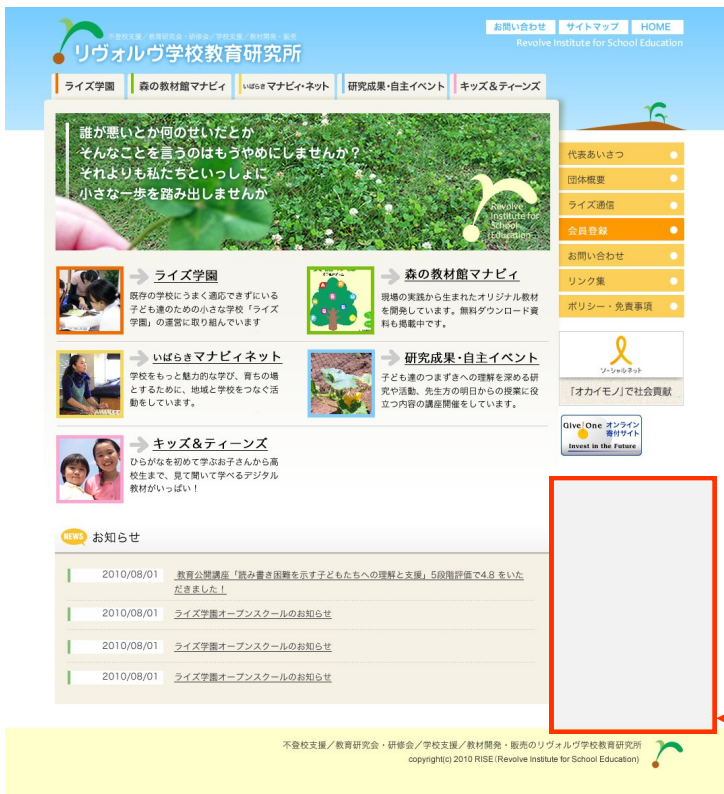 不登校支援／教育研究会・研修会／学校支援／教材開発・販売
リヴォルヴ学校教育研究所
お問い合わせ
サイトマップ
HOME
Revolve Institute for School Education
ライズ学園
森の教材館マナビィ
いばらきマナビィ・ネット
研究成果・自主イベント
キッズ＆ティーンズ
誰が悪いとか何のせいだとか
そんなことを言うのはもうやめにしませんか？
それよりも私たちといっしょに
小さな一歩を踏み出しませんか
Revolve
Institute for
School
Education
代表あいさつ
団体概要
ライズ通信
会員登録
お問い合わせ
リンク集
ポリシー・免責事項
ライズ学園
既存の学校にうまく適応できずにいる
子ども達のための小さな学校「ライズ
学園」の運営に取り組んでいます
森の教材館マナビィ
現場の実践から生まれたオリジナル教材
を開発しています。無料ダウンロード資
料も掲載中です。
いばらきマナビィネット
学校をもっと魅力的な学び、育ちの場
とするために、地域と学校をつなぐ活
動をしています。
研究成果・自主イベント
子ども達のつまずきへの理解を深める研
究や活動、先生方の明日からの授業に役
立つ内容の講座開催をしています。
キッズ＆ティーンズ
ひらがなを初めて学ぶお子さんから高
校生まで、見て聞いて学べるデジタル
教材がいっぱい！
ソーシャルネット
「オカイモノ」で社会貢献
Give One オンライン
寄付サイト
Invest in the Future
NEWS お知らせ
2010/08/01 教育公開講座「読み書き困難を示す子どもたちへの理解と支援」5段階評価で4.8 をいた
だきました！
2010/08/01 ライズ学園オープンスクールのお知らせ
2010/08/01 ライズ学園オープンスクールのお知らせ
2010/08/01 ライズ学園オープンスクールのお知らせ
不登校支援／教育研究会・研修会／学校支援／教材開発・販売のリヴォルヴ学校教育研究所
copyright(c) 2010 RISE（Revolve Institute for School Education）